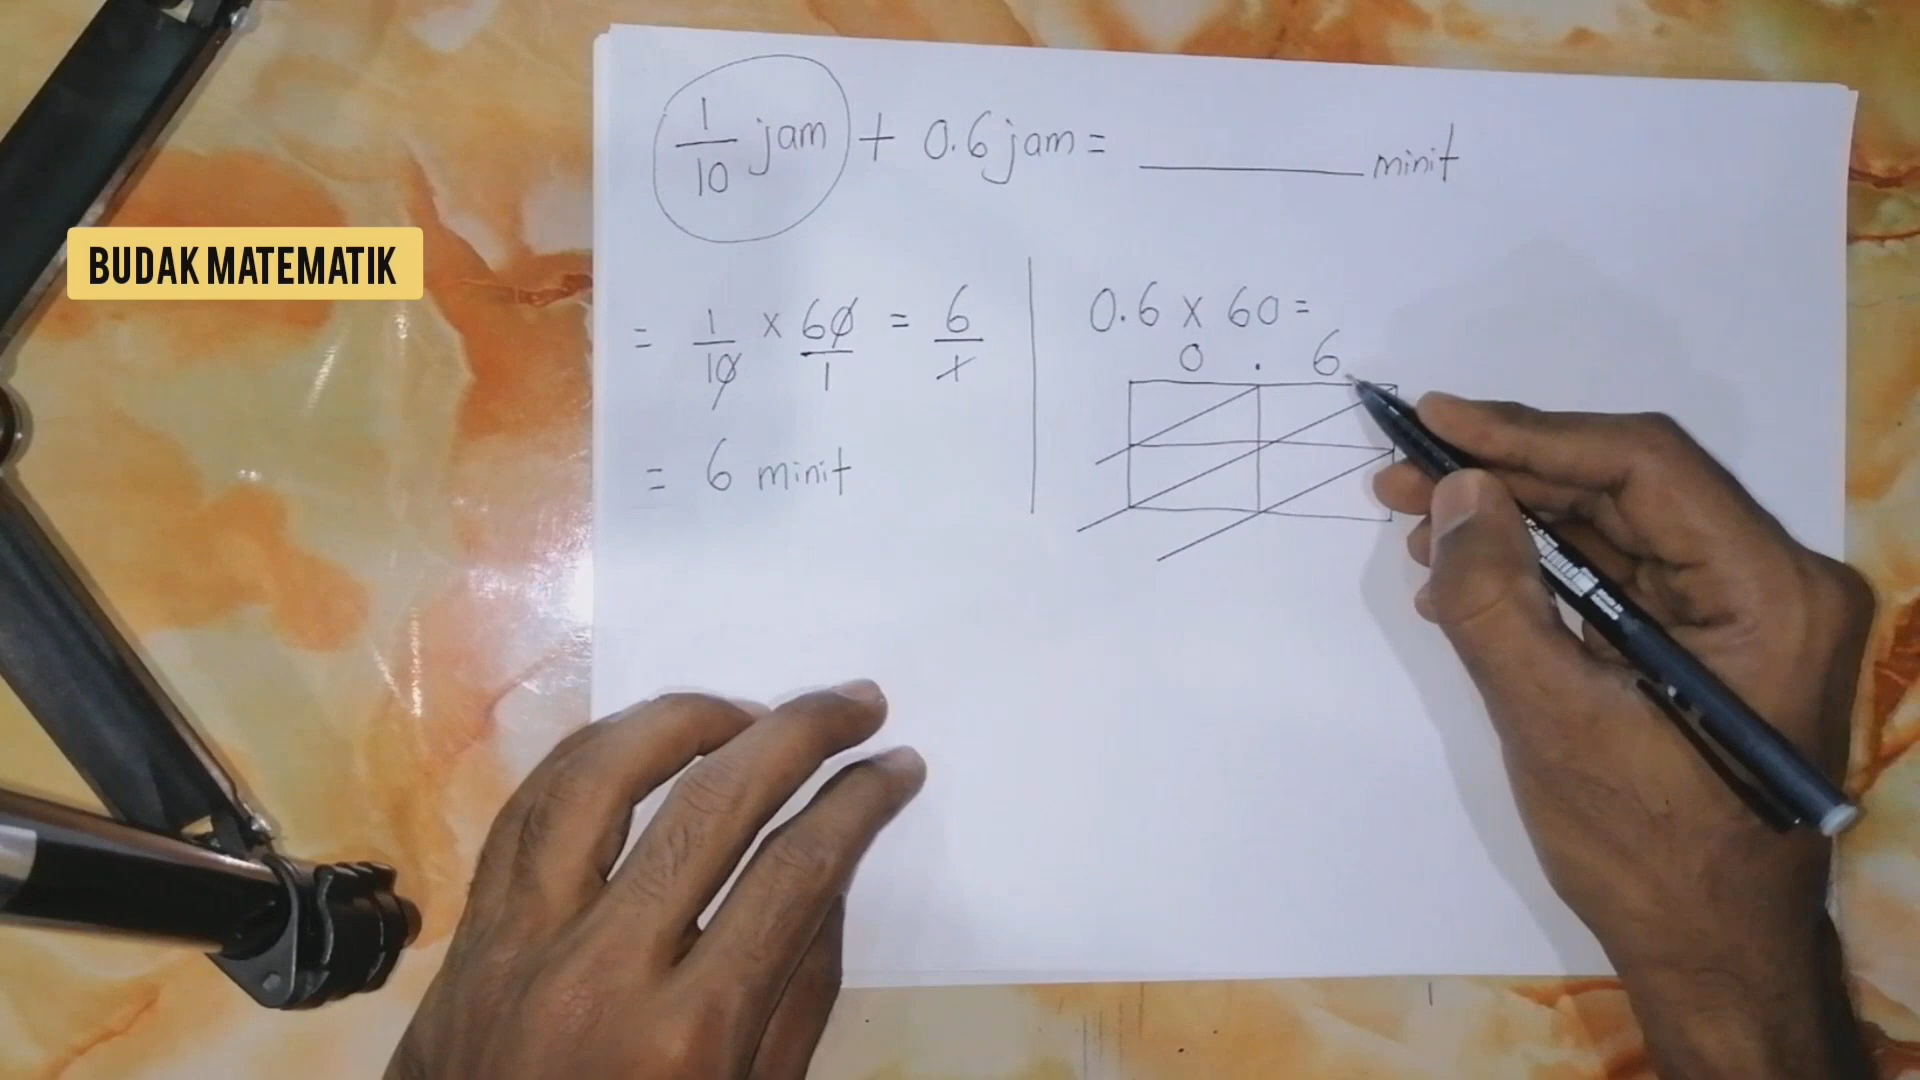 1/10 jam + 0.6 jam = ______ minit
BUDAK MATEMATIK
= 1/10 × 60/1 = 6/1
= 6 minit
0.6 × 60 =
0 . 6